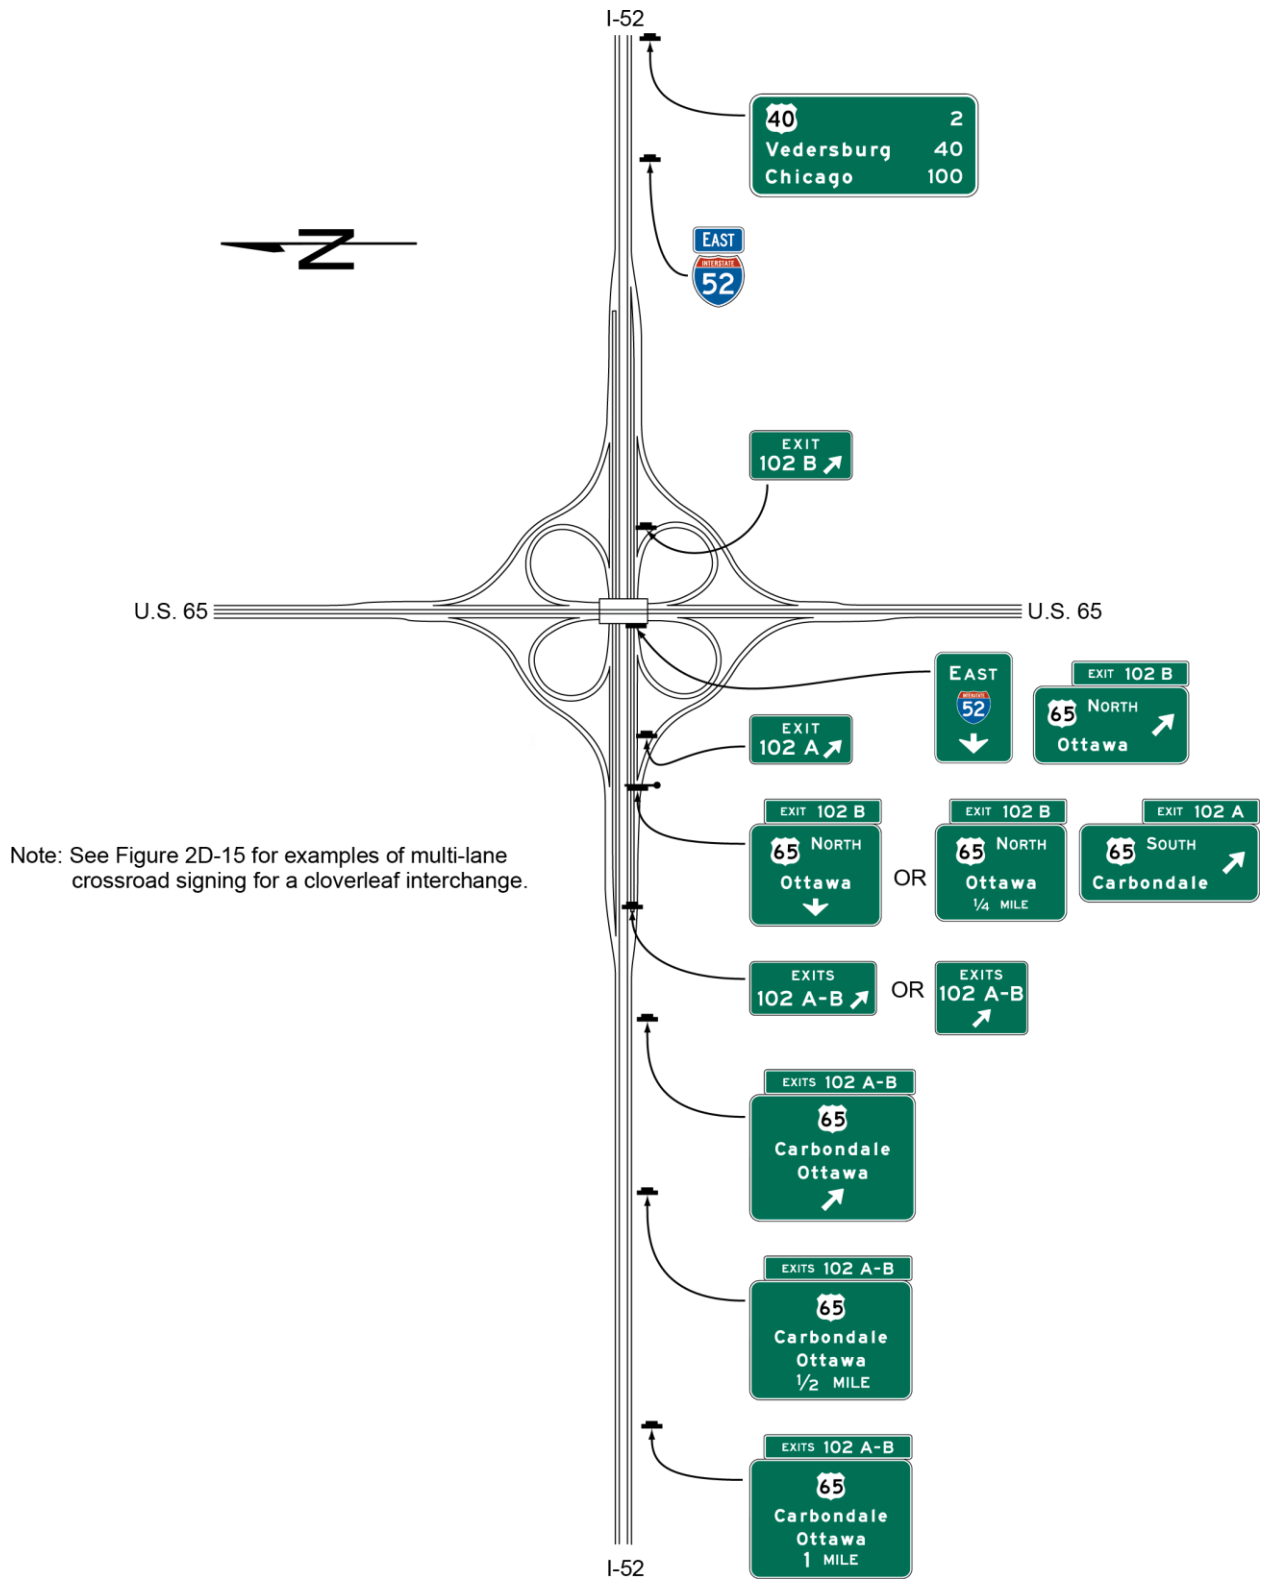 I-52
40 2
Vedersburg 40
Chicago 100
N
EAST
INTERSTATE
52
EXIT
102 B
U.S. 65
U.S. 65
EAST
INTERSTATE
52
EXIT 102 B
65 NORTH
Ottawa
EXIT
102 A
EXIT 102 B
65 NORTH
Ottawa
OR
EXIT 102 B
65 NORTH
Ottawa
1/4 MILE
EXIT 102 A
65 SOUTH
Carbondale
Note: See Figure 2D-15 for examples of multi-lane
crossroad signing for a cloverleaf interchange.
EXITS
102 A-B
OR
EXITS
102 A-B
EXITS 102 A-B
65
Carbondale
Ottawa
EXITS 102 A-B
65
Carbondale
Ottawa
1/2 MILE
EXITS 102 A-B
65
Carbondale
Ottawa
1 MILE
I-52